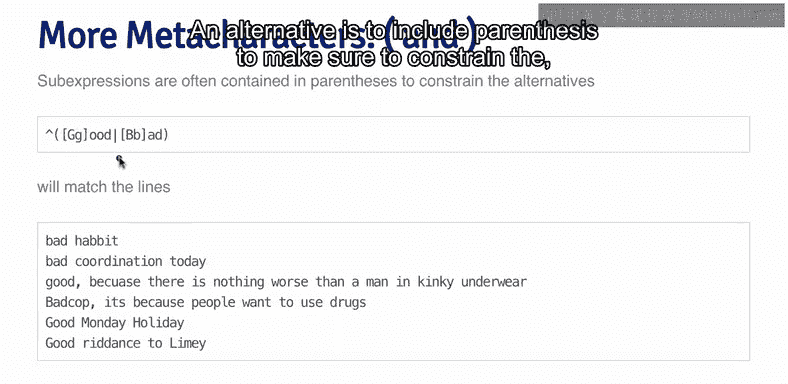 More Metacharacters: ( and )
An alternative is to include parenthesis
to make sure to constrain the,
Subexpressions are often contained in parentheses to constrain the alternatives
^([Gg]ood|[Bb]ad)
will match the lines
bad habbit
bad coordination today
good, becuase there is nothing worse than a man in kinky underwear
Badcop, its because people want to use drugs
Good Monday Holiday
Good riddance to Limey